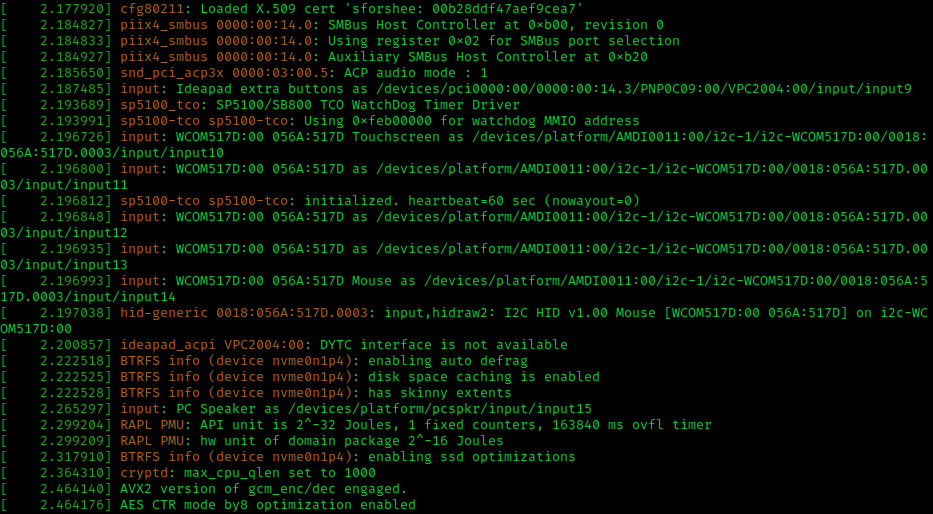 [    2.177920] cfg80211: Loaded X.509 cert 'sforshee: 00b28ddf47aef9cea7'
[    2.184827] piix4_smbus 0000:00:14.0: SMBus Host Controller at 0xb00, revision 0
[    2.184833] piix4_smbus 0000:00:14.0: Using register 0x02 for SMBus port selection
[    2.184927] piix4_smbus 0000:00:14.0: Auxiliary SMBus Host Controller at 0xb20
[    2.185650] snd_pci_acp3x 0000:03:00.5: ACP audio mode : 1
[    2.187485] input: Ideapad extra buttons as /devices/pci0000:00/0000:00:14.3/PNP0C09:00/VPC2004:00/input/input9
[    2.193689] sp5100_tco: SP5100/SB800 TCO WatchDog Timer Driver
[    2.193991] sp5100-tco sp5100-tco: Using 0xfeb00000 for watchdog MMIO address
[    2.196726] input: WCOM517D:00 056A:517D Touchscreen as /devices/platform/AMDI0011:00/i2c-1/i2c-WCOM517D:00/0018:
056A:517D.0003/input/input10
[    2.196800] input: WCOM517D:00 056A:517D as /devices/platform/AMDI0011:00/i2c-1/i2c-WCOM517D:00/0018:056A:517D.00
03/input/input11
[    2.196812] sp5100-tco sp5100-tco: initialized. heartbeat=60 sec (nowayout=0)
[    2.196848] input: WCOM517D:00 056A:517D as /devices/platform/AMDI0011:00/i2c-1/i2c-WCOM517D:00/0018:056A:517D.00
03/input/input12
[    2.196935] input: WCOM517D:00 056A:517D as /devices/platform/AMDI0011:00/i2c-1/i2c-WCOM517D:00/0018:056A:517D.00
03/input/input13
[    2.196993] input: WCOM517D:00 056A:517D Mouse as /devices/platform/AMDI0011:00/i2c-1/i2c-WCOM517D:00/0018:056A:5
17D.0003/input/input14
[    2.197038] hid-generic 0018:056A:517D.0003: input,hidraw2: I2C HID v1.00 Mouse [WCOM517D:00 056A:517D] on i2c-WC
OM517D:00
[    2.200857] ideapad_acpi VPC2004:00: DYTC interface is not available
[    2.222518] BTRFS info (device nvme0n1p4): enabling auto defrag
[    2.222525] BTRFS info (device nvme0n1p4): disk space caching is enabled
[    2.222528] BTRFS info (device nvme0n1p4): has skinny extents
[    2.265297] input: PC Speaker as /devices/platform/pcspkr/input/input15
[    2.299204] RAPL PMU: API unit is 2^-32 Joules, 1 fixed counters, 163840 ms ovfl timer
[    2.299209] RAPL PMU: hw unit of domain package 2^-16 Joules
[    2.317910] BTRFS info (device nvme0n1p4): enabling ssd optimizations
[    2.364310] cryptd: max_cpu_qlen set to 1000
[    2.464140] AVX2 version of gcm_enc/dec engaged.
[    2.464176] AES CTR mode by8 optimization enabled